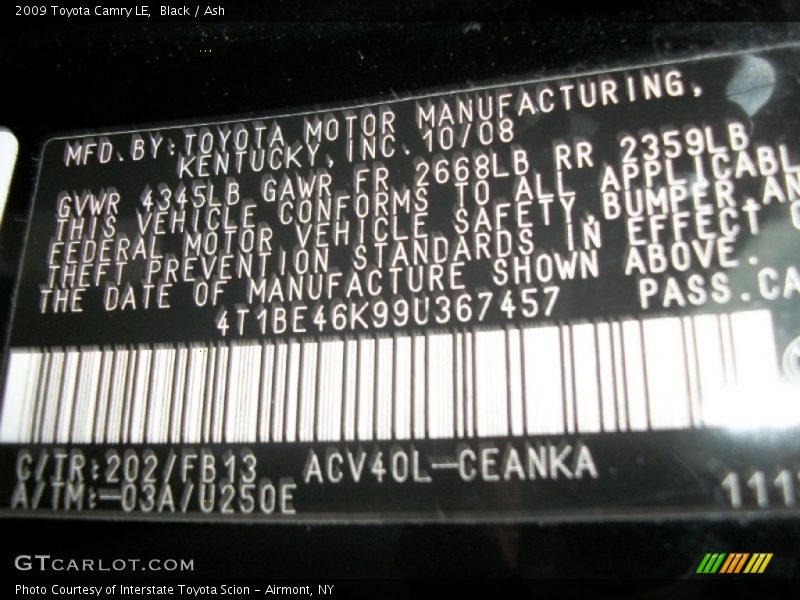 2009 Toyota Camry LE, Black / Ash
MFD. BY: TOYOTA MOTOR MANUFACTURING,
KENTUCKY, INC. 10/08
GVWR 4345LB GAWR FR 2668LB RR 2359LB
THIS VEHICLE CONFORMS TO ALL APPLICABL
FEDERAL MOTOR VEHICLE SAFETY, BUMPER, AN
THEFT PREVENTION STANDARDS IN EFFECT O
THE DATE OF MANUFACTURE SHOWN ABOVE.
4T1BE46K99U367457 PASS. CA
C/TR: 202/FB13 ACV40L-CEANKA
A/TM: -03A/U250E 111
GTCARLOT.COM
Photo Courtesy of Interstate Toyota Scion - Airmont, NY